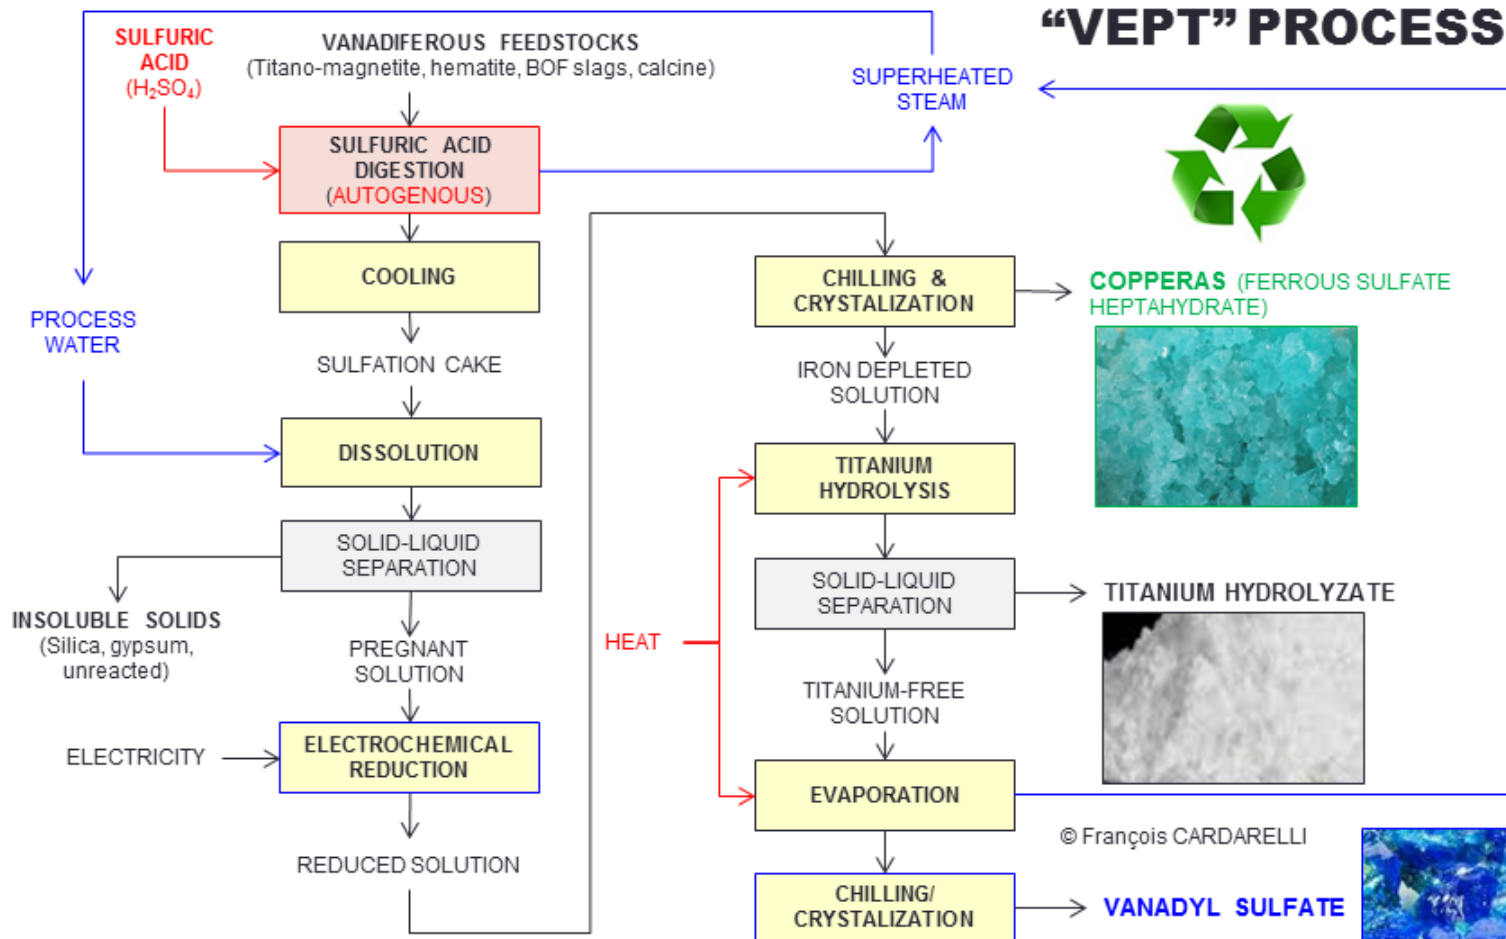 “VEPT” PROCESS
SULFURIC
ACID
(H₂SO₄)
VANADIFEROUS FEEDSTOCKS
(Titano-magnetite, hematite, BOF slags, calcine)
SUPERHEATED
STEAM
SULFURIC ACID
DIGESTION
(AUTOGENOUS)
COOLING
PROCESS
WATER
SULFATION CAKE
DISSOLUTION
SOLID-LIQUID
SEPARATION
INSOLUBLE SOLIDS
(Silica, gypsum,
unreacted)
PREGNANT
SOLUTION
ELECTRICITY
ELECTROCHEMICAL
REDUCTION
REDUCED SOLUTION
CHILLING &
CRYSTALIZATION
COPPERAS (FERROUS SULFATE
HEPTAHYDRATE)
IRON DEPLETED
SOLUTION
TITANIUM
HYDROLYSIS
HEAT
SOLID-LIQUID
SEPARATION
TITANIUM HYDROLYZATE
TITANIUM-FREE
SOLUTION
EVAPORATION
© François CARDARELLI
CHILLING/
CRYSTALIZATION
VANADYL SULFATE